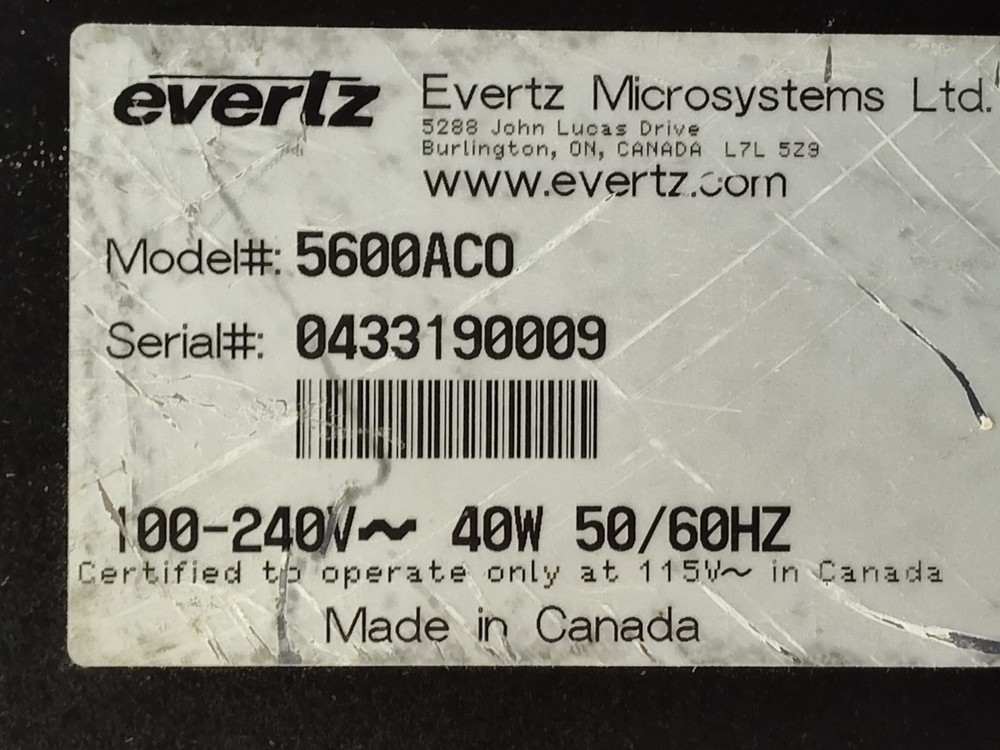 evertz
Evertz Microsystems Ltd.
5288 John Lucas Drive
Burlington, ON, CANADA L7L 5Z9
www.evertz.com
Model#: 5600ACO
Serial#: 0433190009
100-240V~ 40W 50/60HZ
Certified to operate only at 115V~ in Canada
Made in Canada